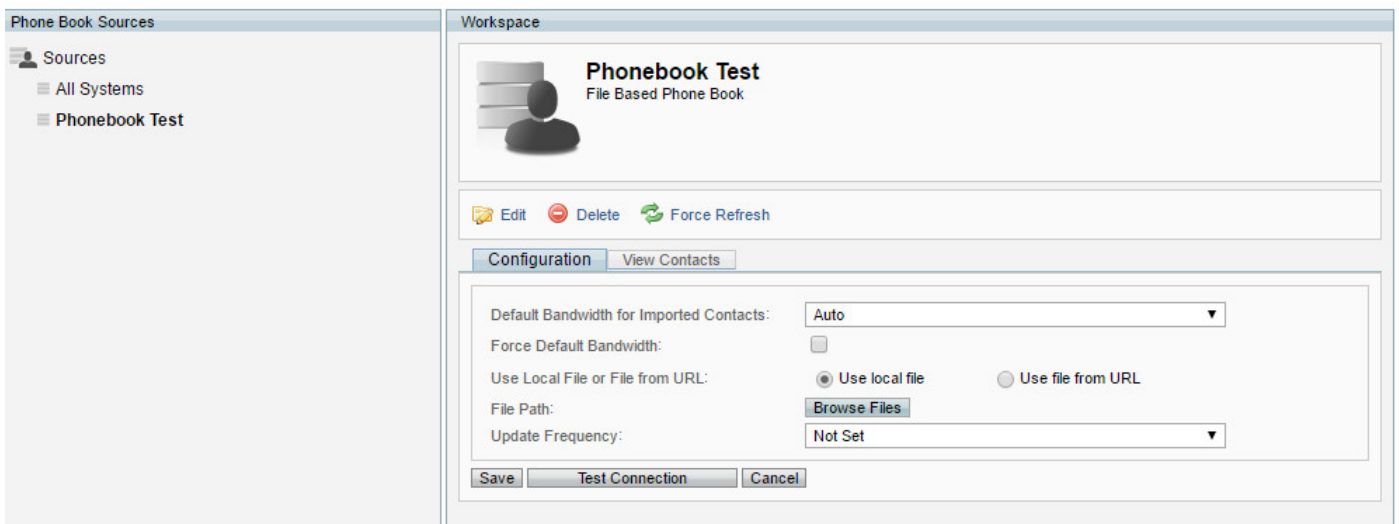 Phone Book Sources
Sources
All Systems
Phonebook Test
Workspace
Phonebook Test
File Based Phone Book
Edit Delete Force Refresh
Configuration View Contacts
Default Bandwidth for Imported Contacts: Auto
Force Default Bandwidth:
Use Local File or File from URL: Use local file Use file from URL
File Path: Browse Files
Update Frequency: Not Set
Save Test Connection Cancel